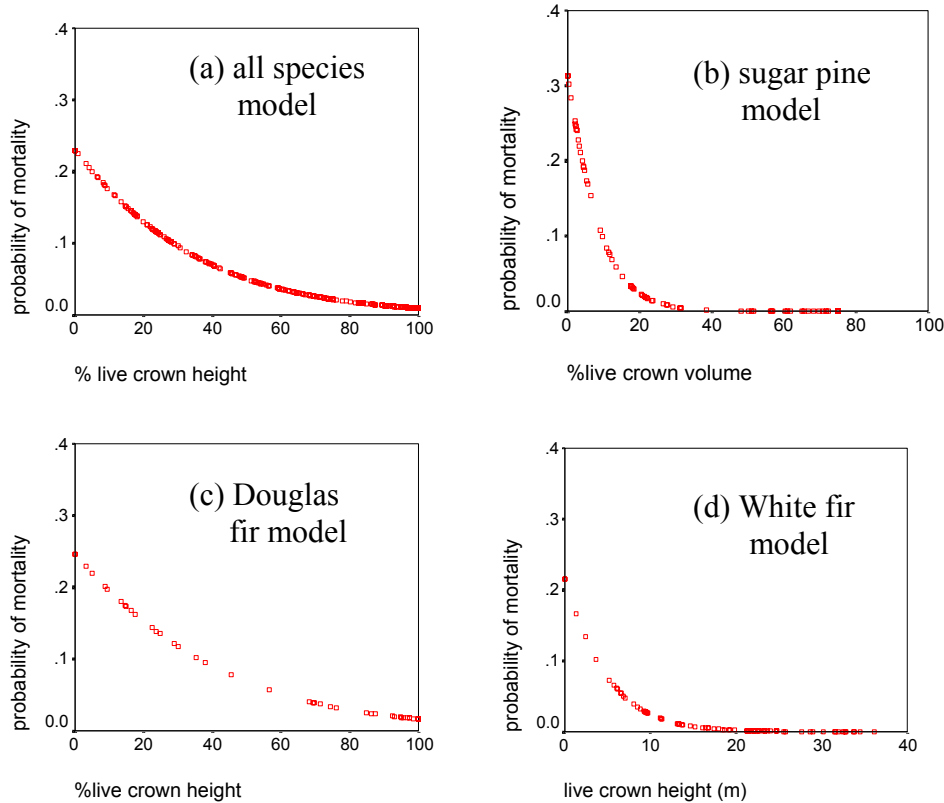 (a) all species
model
probability of mortality
.4
.3
.2
.1
0.0
0
20
40
60
80
100
% live crown height
(b) sugar pine
model
probability of mortality
.4
.3
.2
.1
0.0
0
20
40
60
80
100
%live crown volume
(c) Douglas
fir model
probability of mortality
.4
.3
.2
.1
0.0
0
20
40
60
80
100
%live crown height
(d) White fir
model
probability of mortality
.4
.3
.2
.1
0.0
0
10
20
30
40
live crown height (m)